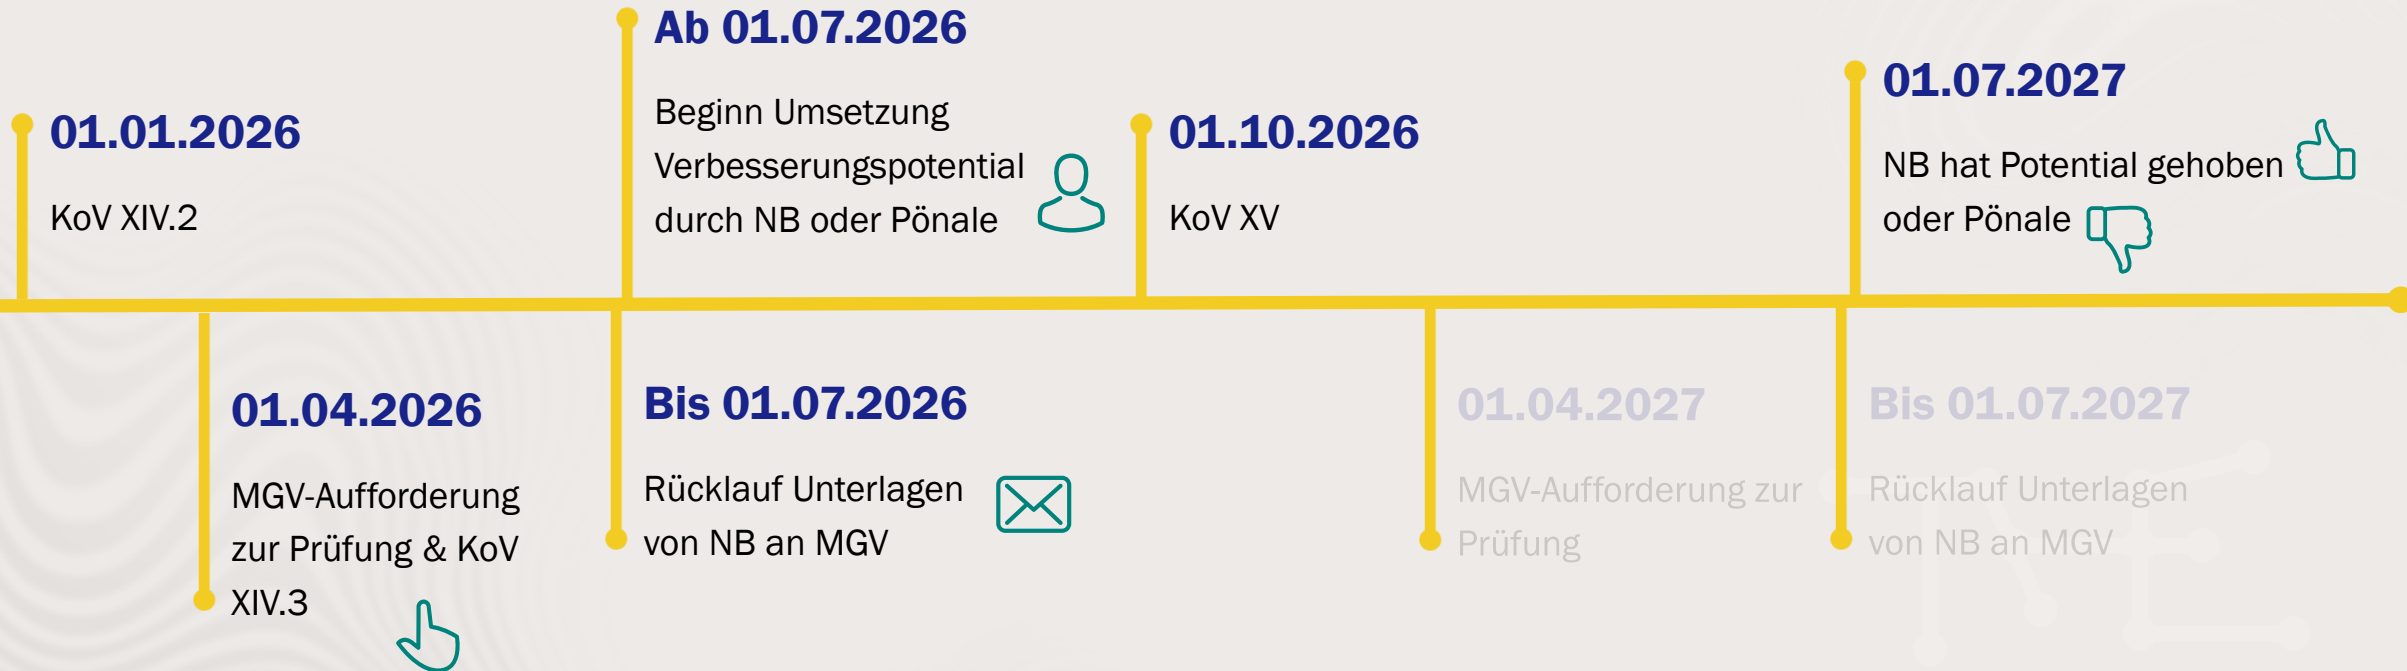 01.01.2026
KoV XIV.2
01.04.2026
MGV-Aufforderung
zur Prüfung & KoV
XIV.3
Ab 01.07.2026
Beginn Umsetzung
Verbesserungspotential
durch NB oder Pönale
Bis 01.07.2026
Rücklauf Unterlagen
von NB an MGV
01.10.2026
KoV XV
01.04.2027
MGV-Aufforderung zur
Prüfung
01.07.2027
NB hat Potential gehoben
oder Pönale
Bis 01.07.2027
Rücklauf Unterlagen
von NB an MGV